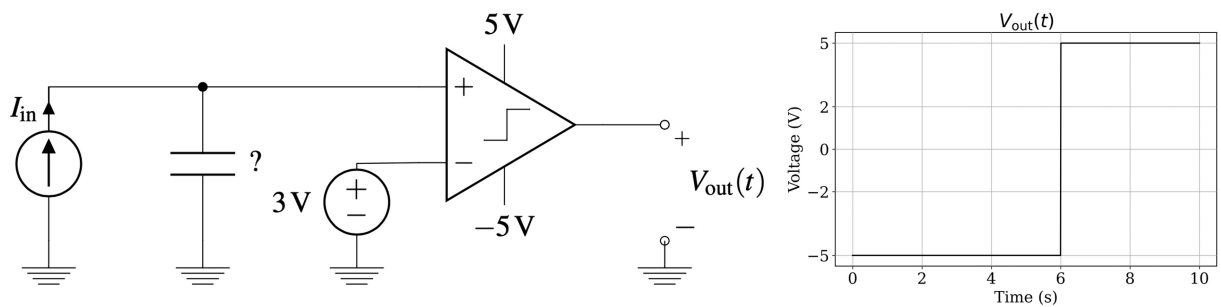 5 V
I_in
+
−
?
3 V
+
−
−5 V
+
V_out(t)
−
V_out(t)
Voltage (V)
5
2
0
−2
−5
0 2 4 6 8 10
Time (s)